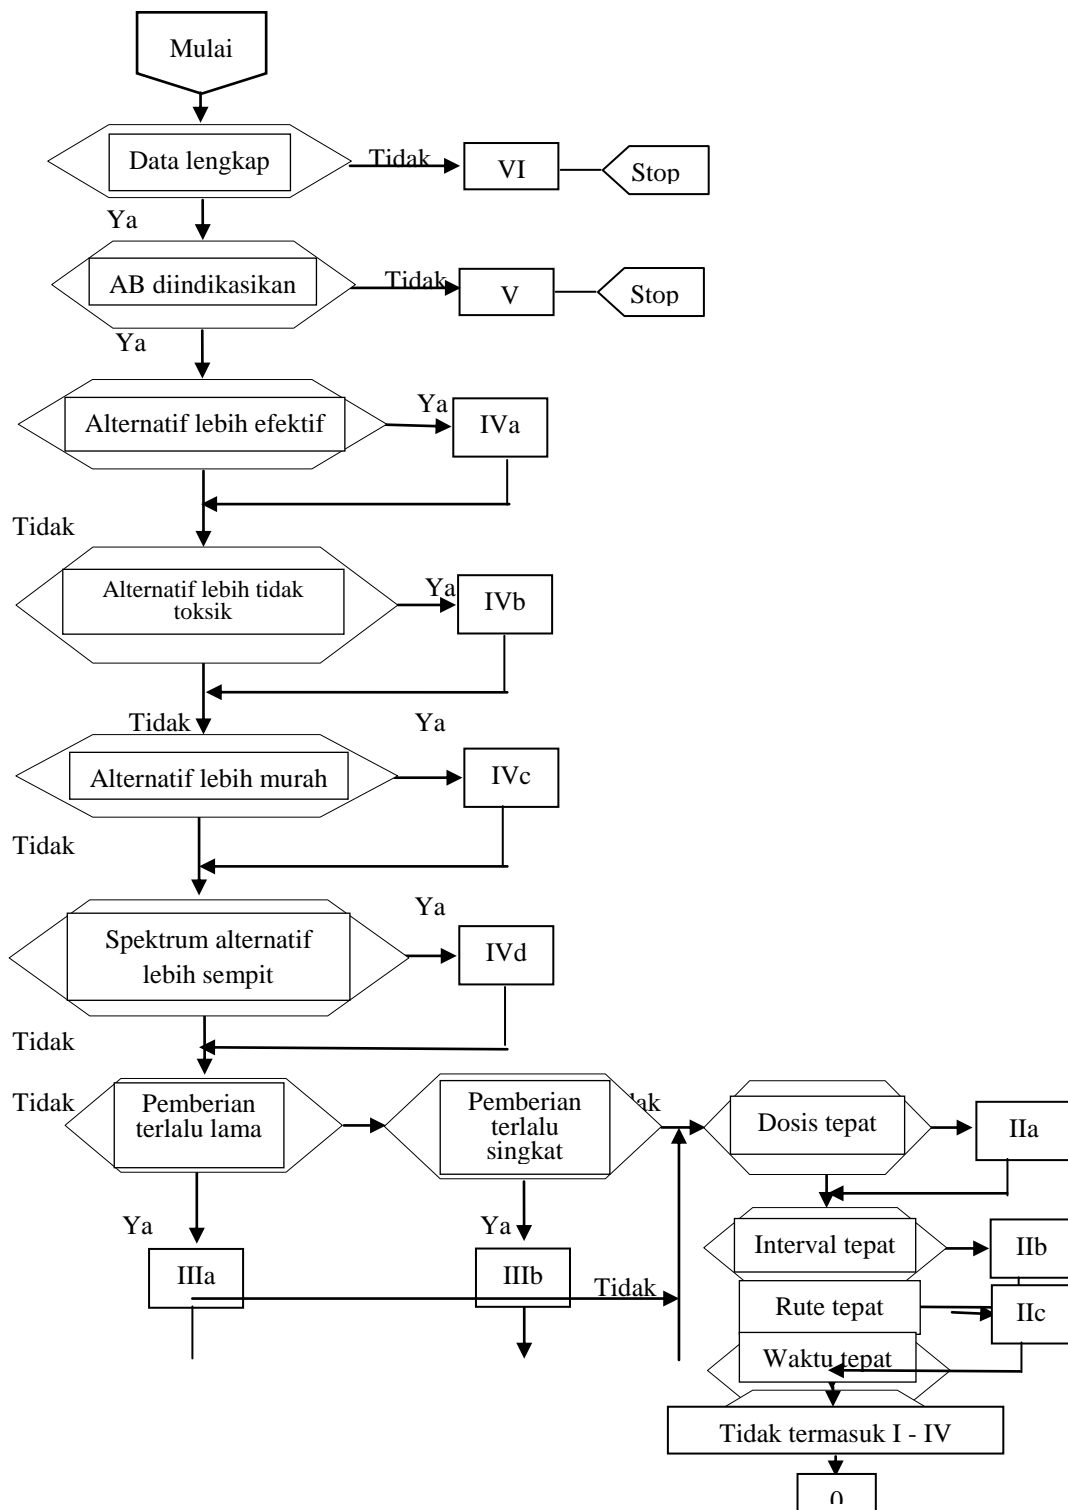 Mulai
Data lengkap
Tidak
VI
Stop
Ya
AB diindikasikan
Tidak
V
Stop
Ya
Alternatif lebih efektif
Ya
IVa
Tidak
Alternatif lebih tidak
toksik
Ya
IVb
Tidak
Ya
Alternatif lebih murah
IVc
Tidak
Ya
Spektrum alternatif
lebih sempit
IVd
Tidak
Tidak
Pemberian
terlalu lama
Pemberian
terlalu
singkat
Dosis tepat
IIa
Ya
Ya
Interval tepat
IIb
IIIa
IIIb
Tidak
Rute tepat
IIc
Waktu tepat
Tidak termasuk I - IV
0